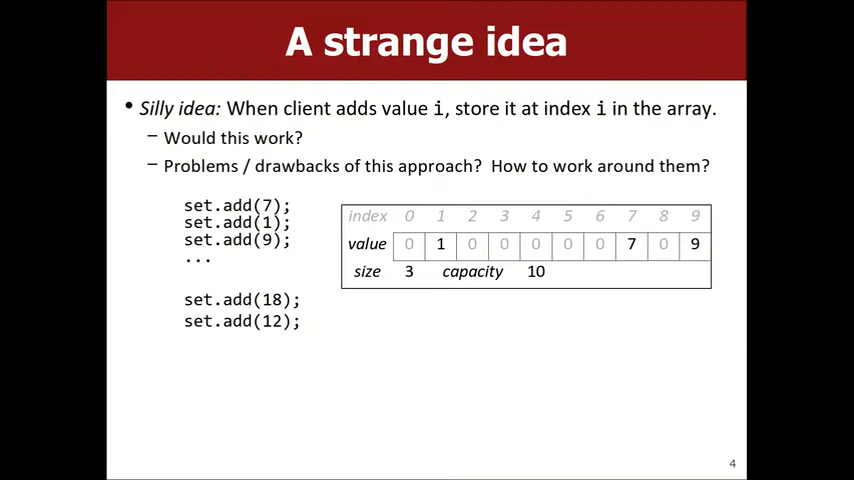 A strange idea
• Silly idea: When client adds value i, store it at index i in the array.
– Would this work?
– Problems / drawbacks of this approach? How to work around them?
set.add(7);
set.add(1);
set.add(9);
...
set.add(18);
set.add(12);
index 0 1 2 3 4 5 6 7 8 9
value 0 1 0 0 0 0 0 7 0 9
size 3 capacity 10
4